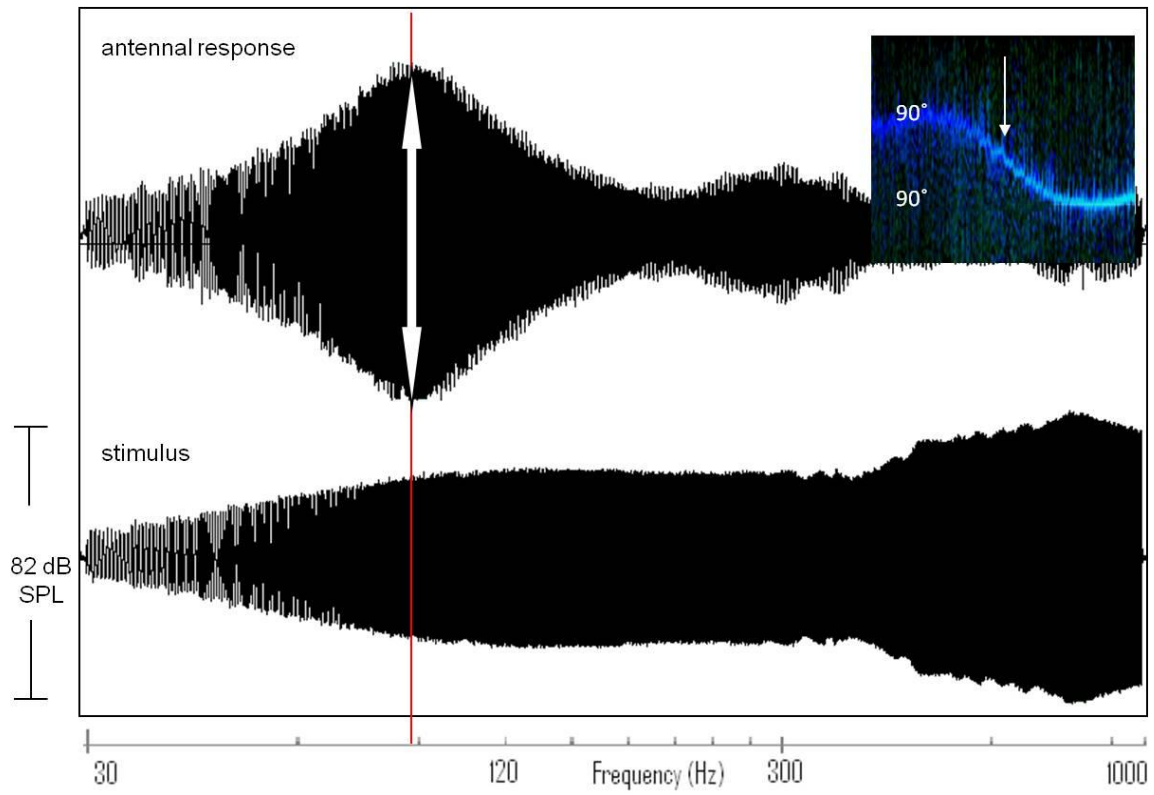 antennal response
90°
90°
stimulus
82 dB
SPL
30
120
Frequency (Hz)
300
1000